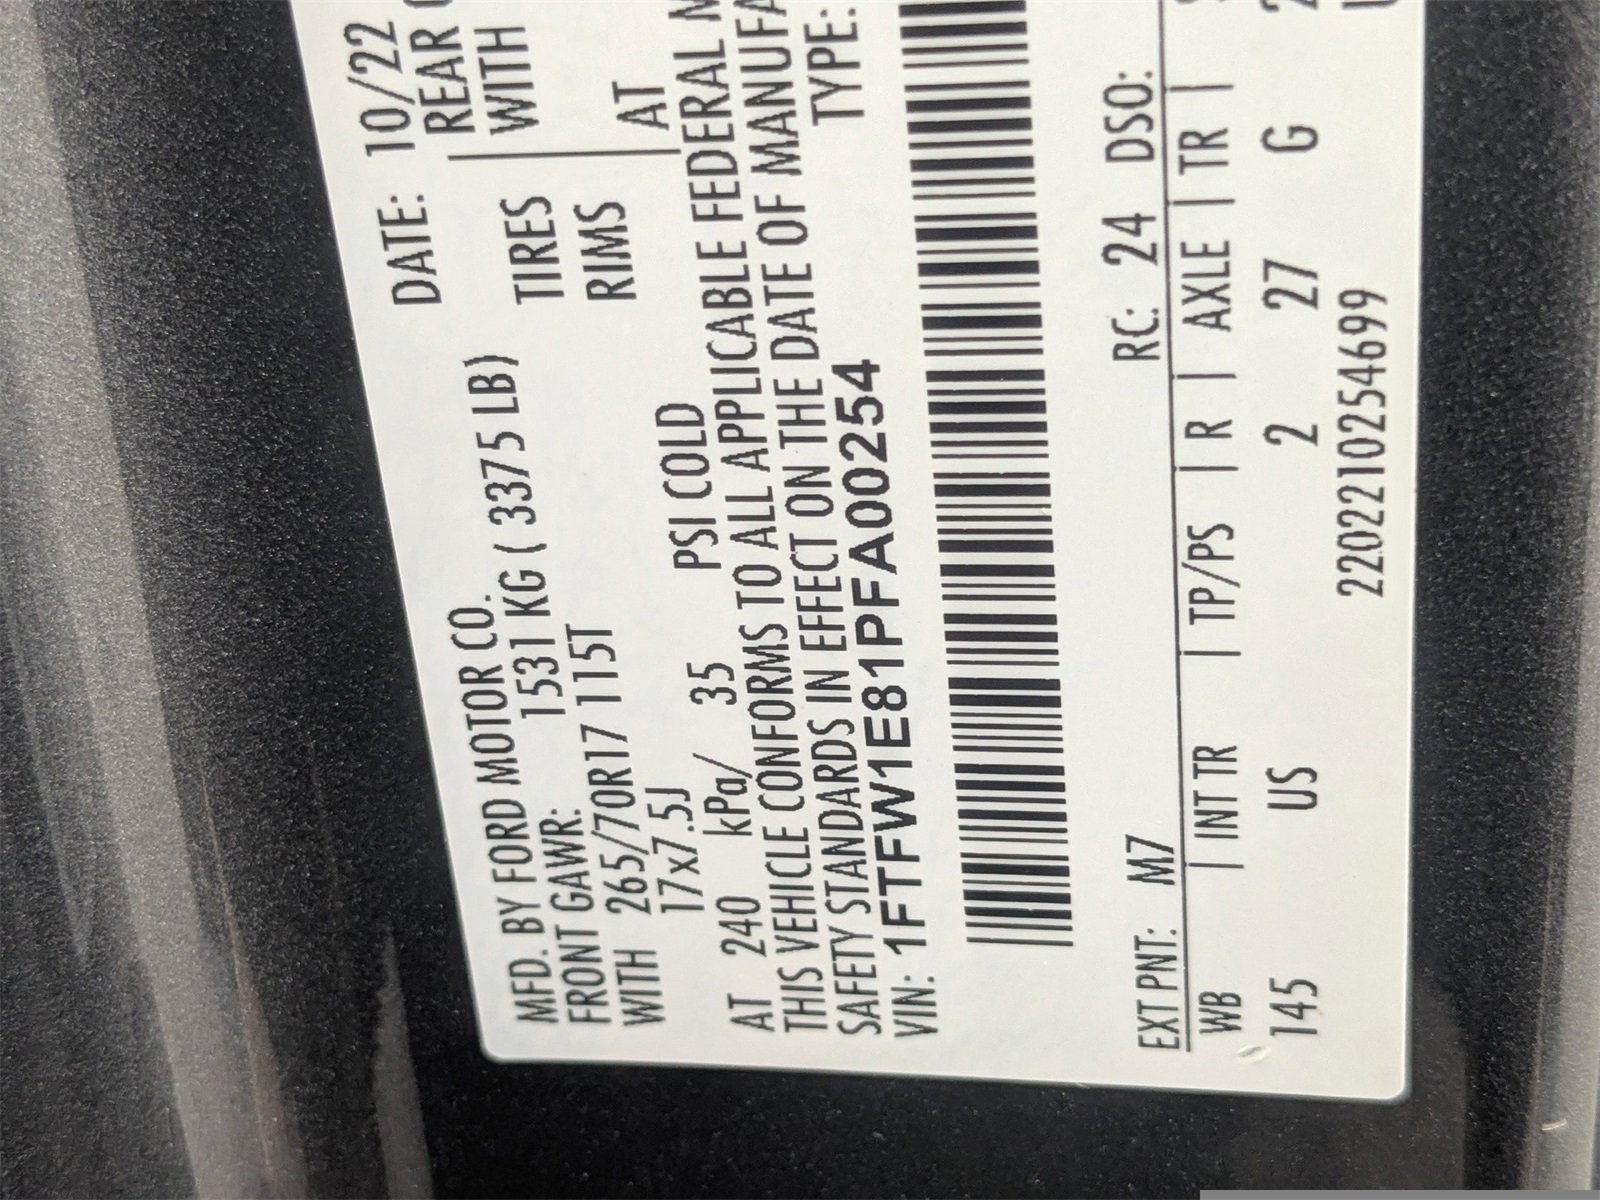 MFD. BY FORD MOTOR CO. DATE: 10/22
FRONT GAWR: 1531 KG ( 3375 LB) REAR
WITH 265/70R17 115T TIRES WITH
17x7.5J RIMS
AT 240 kPa/ 35 PSI COLD AT
THIS VEHICLE CONFORMS TO ALL APPLICABLE FEDERAL
SAFETY STANDARDS IN EFFECT ON THE DATE OF MANUFA
VIN: 1FTFW1E81PFA00254 TYPE:
EXT PNT: M7 RC: 24 DSO:
WB | INT TR | TP/PS | R | AXLE | TR |
145 US 2 27 G 2
2202210254699